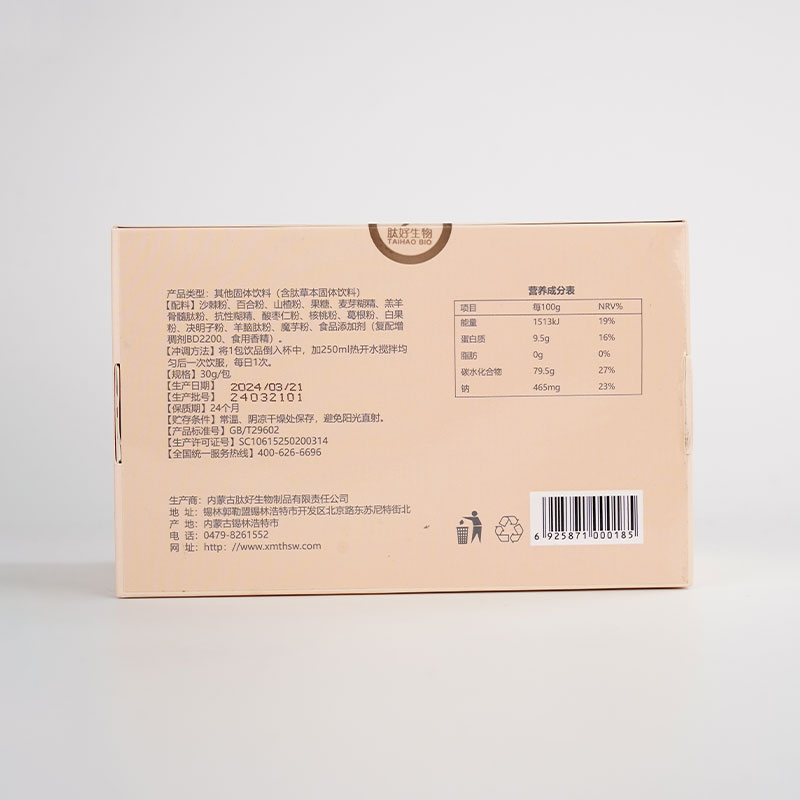 肽好生物
TAIHAO BIO
产品类型：其他固体饮料（含肽草本固体饮料）
【配料】沙棘粉、百合粉、山楂粉、果糖、麦芽糊精、羔羊
骨髓肽粉、抗性糊精、酸枣仁粉、核桃粉、葛根粉、白果
粉、决明子粉、羊脑肽粉、魔芋粉、食品添加剂（复配增
稠剂BD2200、食用香精）。
【冲调方法】将1包饮品倒入杯中，加250ml热开水搅拌均
匀后一次饮服，每日1次。
【规格】30g/包
【生产日期】 2024/03/21
【生产批号】 24032101
【保质期】24个月
【贮存条件】常温、阴凉干燥处保存，避免阳光直射。
【产品标准号】GB/T29602
【生产许可证号】SC10615250200314
【全国统一服务热线】400-626-6696
生产商：内蒙古肽好生物制品有限责任公司
地 址：锡林郭勒盟锡林浩特市开发区北京路东苏尼特街北
产 地：内蒙古锡林浩特市
电 话：0479-8261552
网 址：http：//www.xmthsw.com
营养成分表
项目 每100g NRV%
能量 1513kJ 19%
蛋白质 9.5g 16%
脂肪 0g 0%
碳水化合物 79.5g 27%
钠 465mg 23%
6 925871 000185